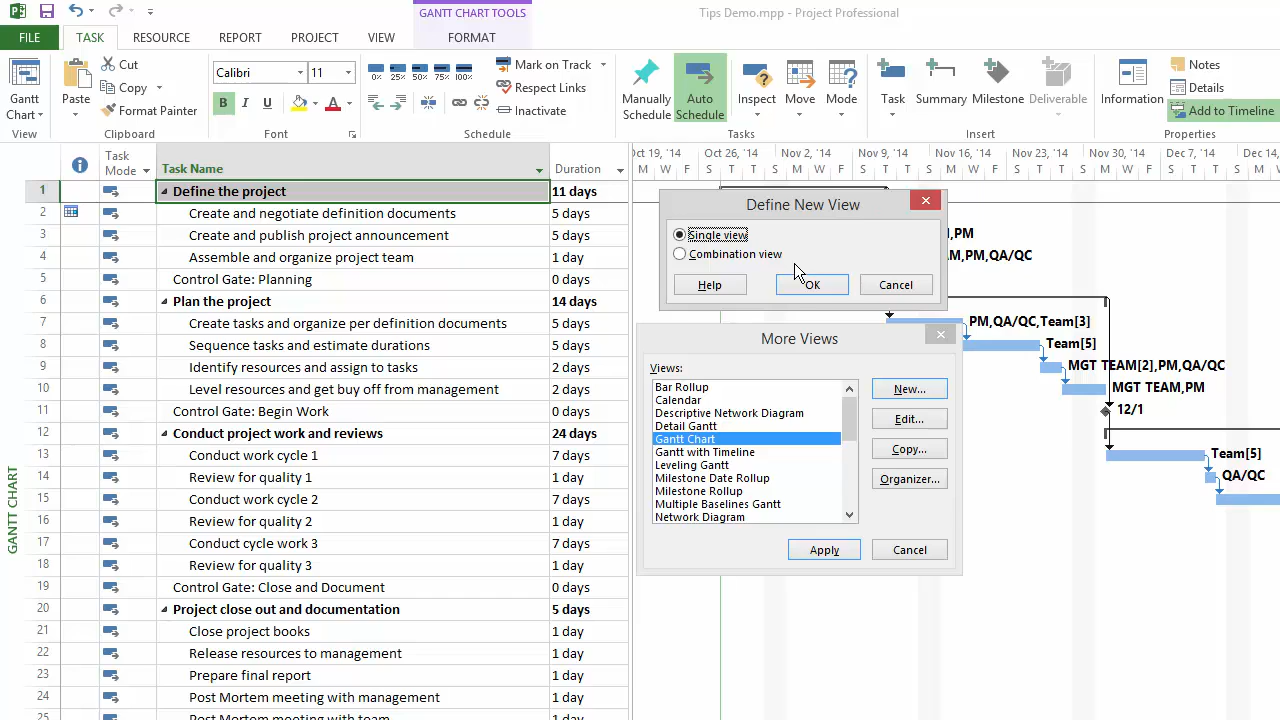 GANTT CHART TOOLS
Tips Demo.mpp - Project Professional
FILE TASK RESOURCE REPORT PROJECT VIEW FORMAT
Gantt Chart
View
Paste
Cut
Copy
Format Painter
Clipboard
Calibri 11
B I U A
Font
0% 25% 50% 75% 100%
Mark on Track
Respect Links
Inactivate
Schedule
Manually Schedule
Auto Schedule
Inspect
Move
Mode
Tasks
Task
Summary
Milestone
Deliverable
Insert
Information
Notes
Details
Add to Timeline
Properties
Task Mode Task Name Duration
1 Define the project 11 days
2 Create and negotiate definition documents 5 days
3 Create and publish project announcement 5 days
4 Assemble and organize project team 1 day
5 Control Gate: Planning 0 days
6 Plan the project 14 days
7 Create tasks and organize per definition documents 5 days
8 Sequence tasks and estimate durations 5 days
9 Identify resources and assign to tasks 2 days
10 Level resources and get buy off from management 2 days
11 Control Gate: Begin Work 0 days
12 Conduct project work and reviews 24 days
13 Conduct work cycle 1 7 days
14 Review for quality 1 1 day
15 Conduct work cycle 2 7 days
16 Review for quality 2 1 day
17 Conduct cycle work 3 7 days
18 Review for quality 3 1 day
19 Control Gate: Close and Document 0 days
20 Project close out and documentation 5 days
21 Close project books 1 day
22 Release resources to management 1 day
23 Prepare final report 1 day
24 Post Mortem meeting with management 1 day
Post Mortem meeting with team 1 day
GANTT CHART
Oct 19, '14 Oct 26, '14 Nov 2, '14 Nov 9, '14 Nov 16, '14 Nov 23, '14 Nov 30, '14 Dec 7, '14 Dec 14,
M W F S T T S M W F S T T S M W F S T T S M W F S T T S M W
,PM
M,PM,QA/QC
PM,QA/QC,Team[3]
Team[5]
MGT TEAM[2],PM,QA/QC
MGT TEAM,PM
12/1
Team[5]
QA/QC
Define New View
Single view
Combination view
Help OK Cancel
More Views
Views:
Bar Rollup
Calendar
Descriptive Network Diagram
Detail Gantt
Gantt Chart
Gantt with Timeline
Leveling Gantt
Milestone Date Rollup
Milestone Rollup
Multiple Baselines Gantt
Network Diagram
New...
Edit...
Copy...
Organizer...
Apply Cancel